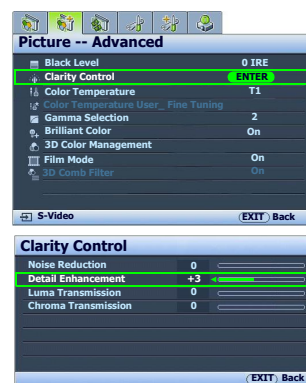 Picture -- Advanced
Black Level 0 IRE
Clarity Control ENTER
Color Temperature T1
Color Temperature User_ Fine Tuning
Gamma Selection 2
Brilliant Color On
3D Color Management
Film Mode On
3D Comb Filter On
S-Video EXIT Back
Clarity Control
Noise Reduction 0
Detail Enhancement +3
Luma Transmission 0
Chroma Transmission 0
EXIT Back